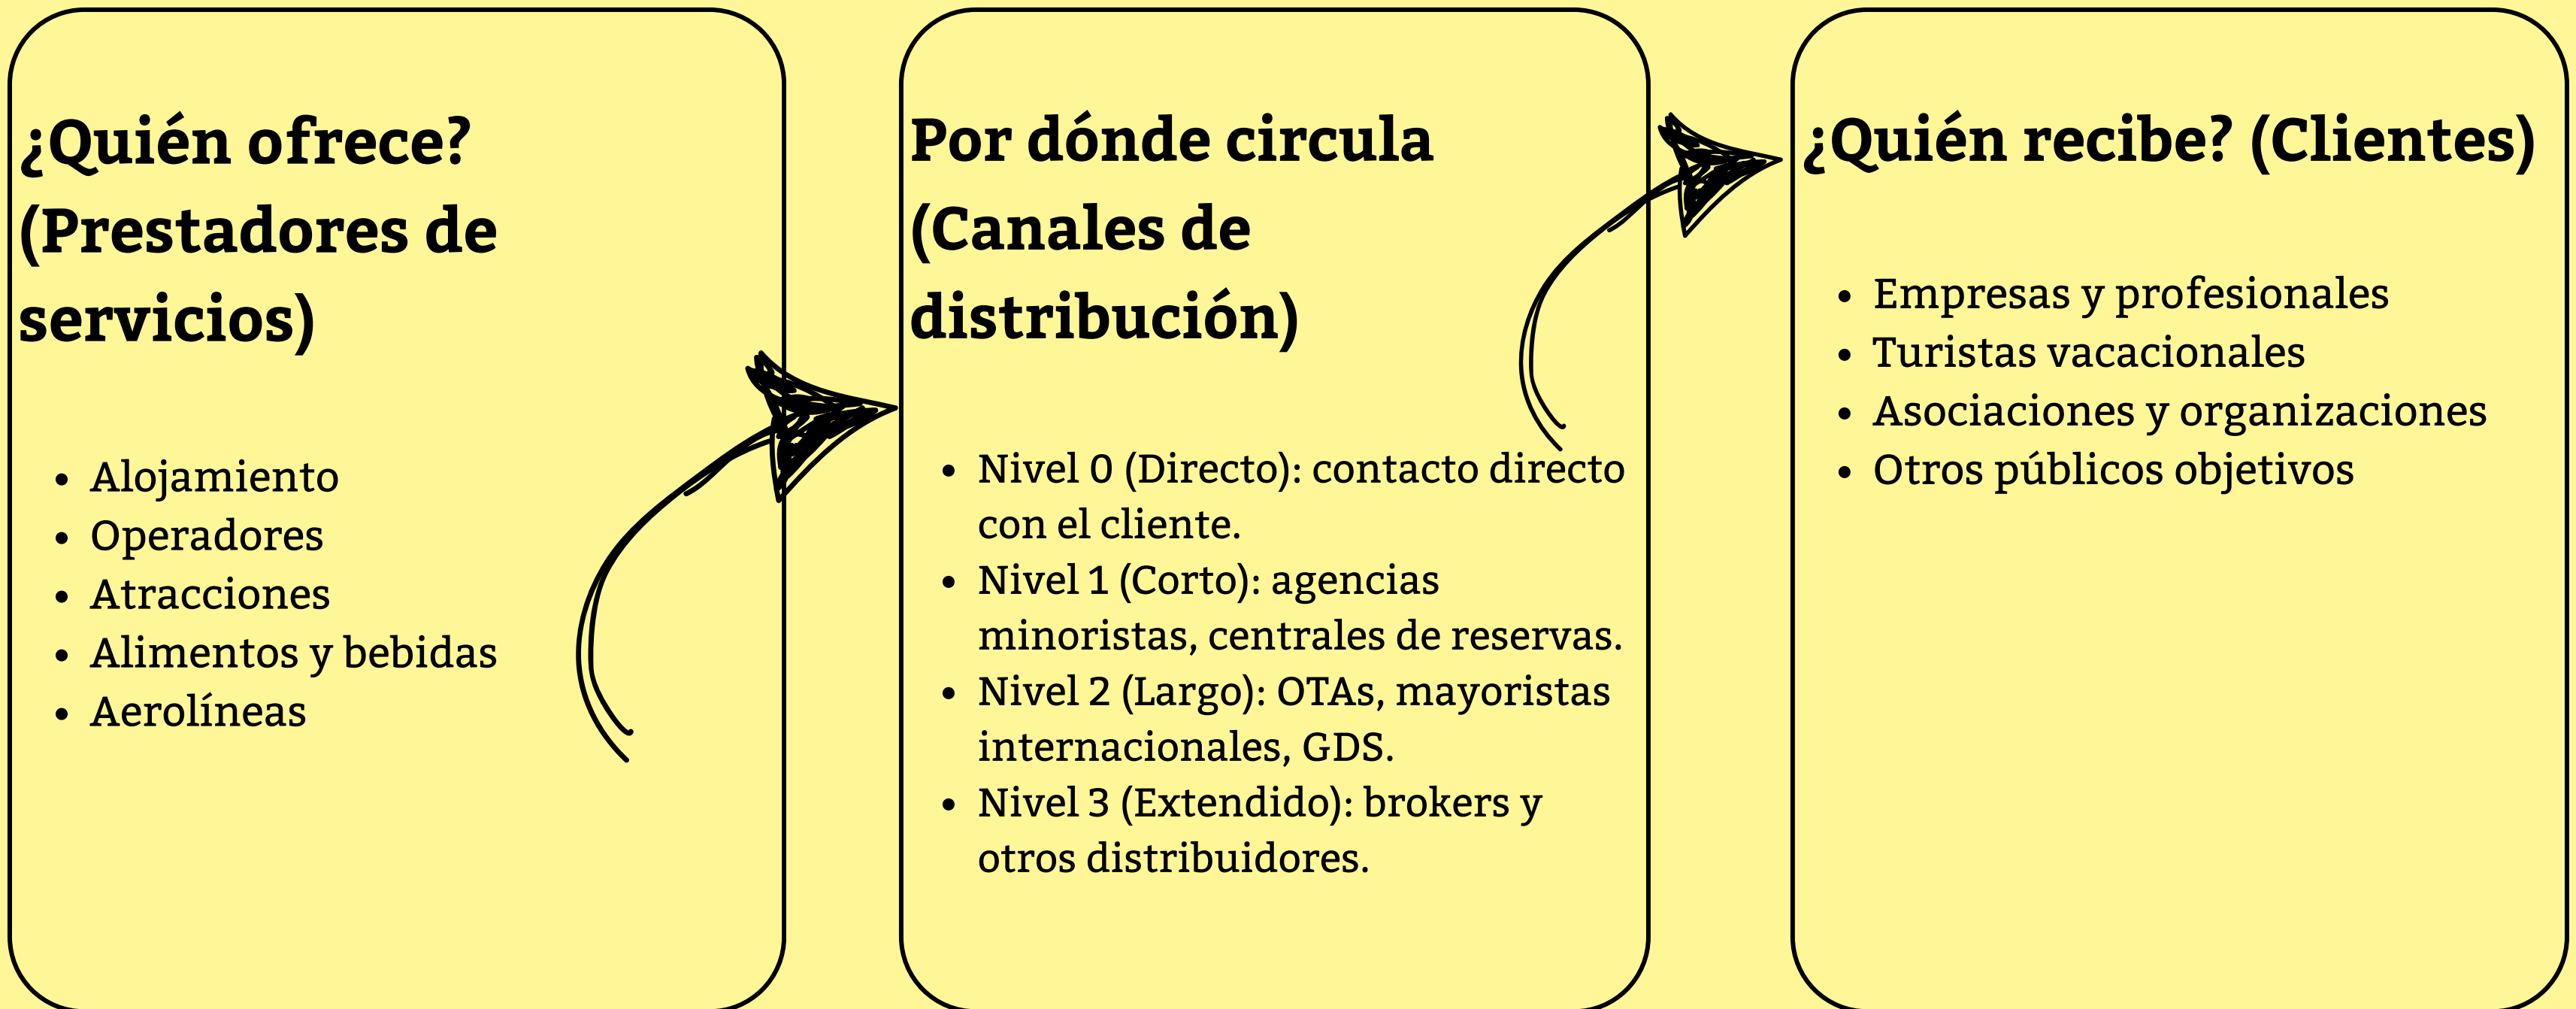 ¿Quién ofrece?
(Prestadores de
servicios)
Alojamiento
Operadores
Atracciones
Alimentos y bebidas
Aerolíneas
Por dónde circula
(Canales de
distribución)
Nivel 0 (Directo): contacto directo
con el cliente.
Nivel 1 (Corto): agencias
minoristas, centrales de reservas.
Nivel 2 (Largo): OTAs, mayoristas
internacionales, GDS.
Nivel 3 (Extendido): brokers y
otros distribuidores.
¿Quién recibe? (Clientes)
Empresas y profesionales
Turistas vacacionales
Asociaciones y organizaciones
Otros públicos objetivos